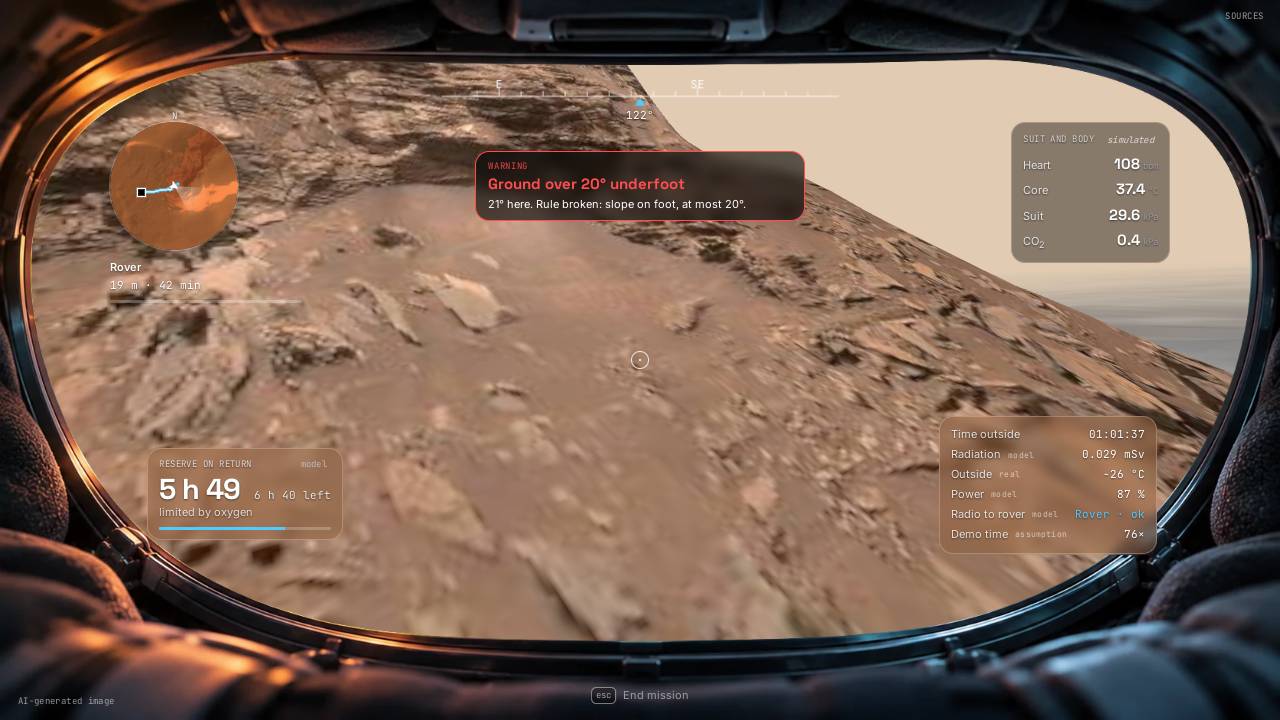 SOURCES
E SE
122°
N
WARNING
Ground over 20° underfoot
21° here. Rule broken: slope on foot, at most 20°.
SUIT AND BODY simulated
Heart 108 bpm
Core 37.4 °C
Suit 29.6 kPa
CO2 0.4 kPa
Rover
19 m · 42 min
RESERVE ON RETURN model
5 h 49 6 h 40 left
limited by oxygen
Time outside 01:01:37
Radiation model 0.029 mSv
Outside real -26 °C
Power model 87 %
Radio to rover model Rover · ok
Demo time assumption 76×
esc End mission
AI-generated image